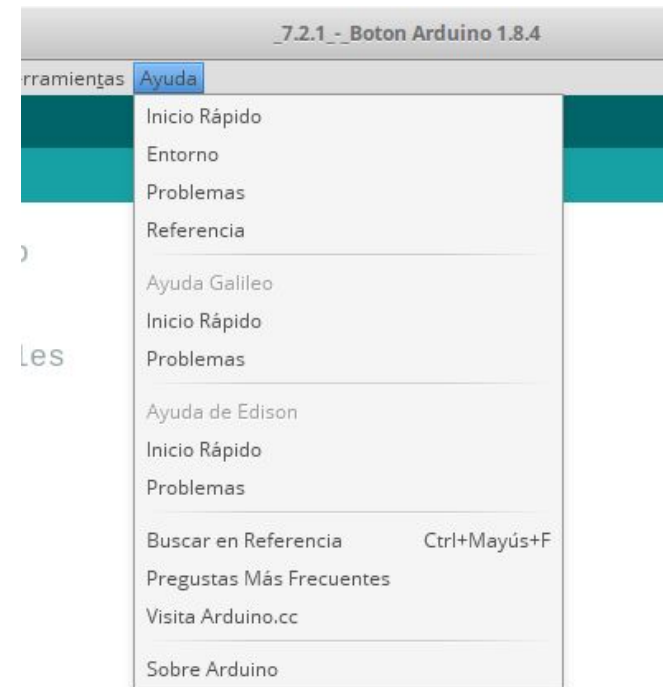 _7.2.1_-_Boton Arduino 1.8.4
erramientas Ayuda
Inicio Rápido
Entorno
Problemas
Referencia
Ayuda Galileo
Inicio Rápido
les
Problemas
Ayuda de Edison
Inicio Rápido
Problemas
Buscar en Referencia Ctrl+Mayús+F
Pregustas Más Frecuentes
Visita Arduino.cc
Sobre Arduino